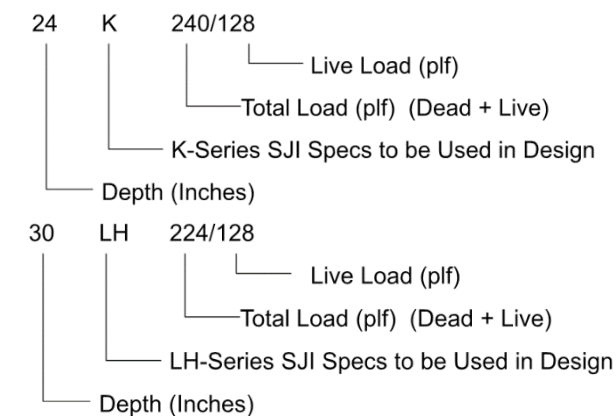 24 K 240/128
Live Load (plf)
Total Load (plf) (Dead + Live)
K-Series SJI Specs to be Used in Design
Depth (Inches)
30 LH 224/128
Live Load (plf)
Total Load (plf) (Dead + Live)
LH-Series SJI Specs to be Used in Design
Depth (Inches)